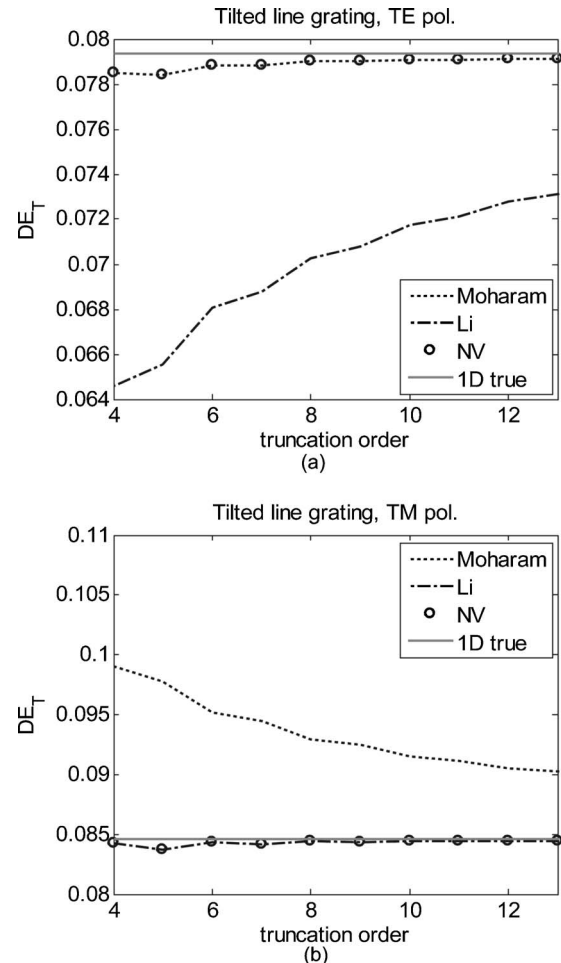 Tilted line grating, TE pol.
0.08
0.078
0.076
0.074
0.072
0.07
0.068
0.066
0.064
DE_T
4 6 8 10 12
truncation order
Moharam
Li
NV
1D true
(a)
Tilted line grating, TM pol.
0.11
0.105
0.1
0.095
0.09
0.085
0.08
DE_T
4 6 8 10 12
truncation order
Moharam
Li
NV
1D true
(b)